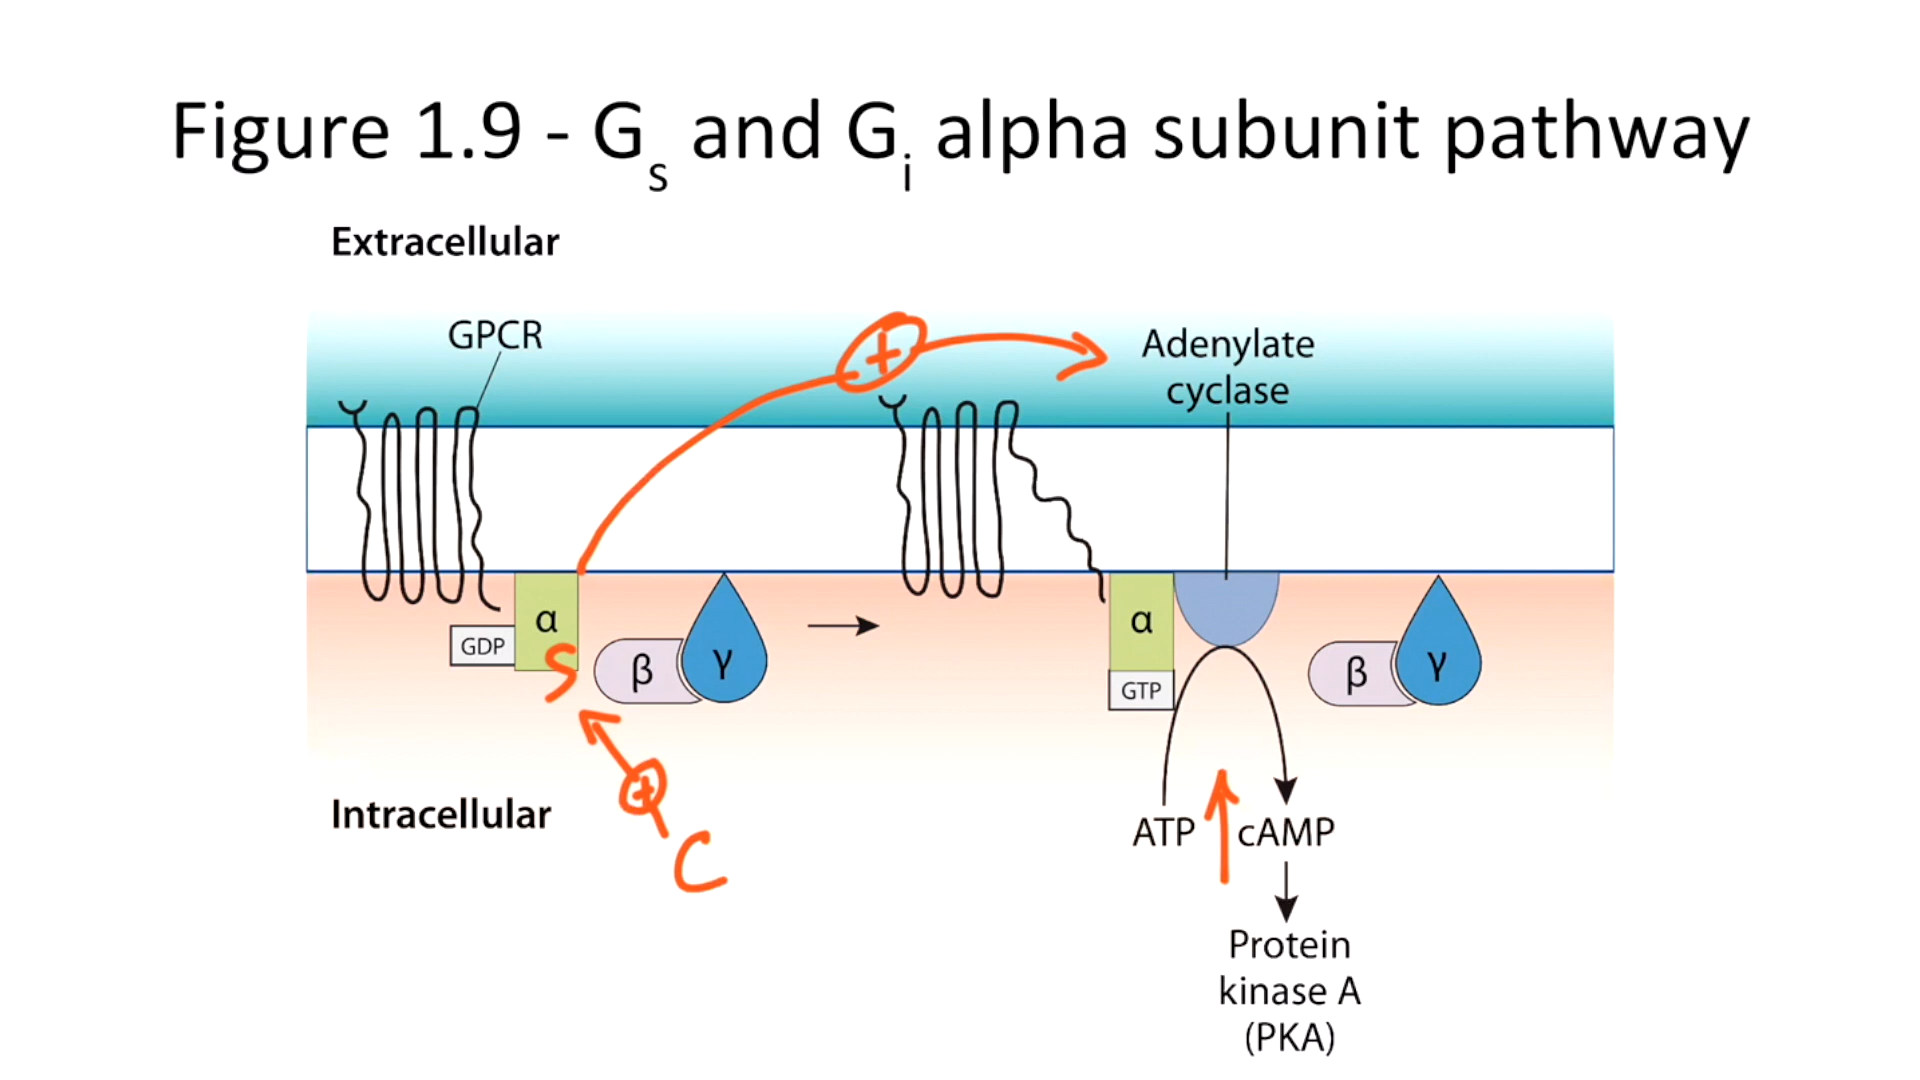 Figure 1.9 - Gs and Gi alpha subunit pathway
Extracellular
GPCR
+
Adenylate
cyclase
α
GDP
S
β
γ
α
GTP
β
γ
+
C
Intracellular
ATP
cAMP
Protein
kinase A
(PKA)